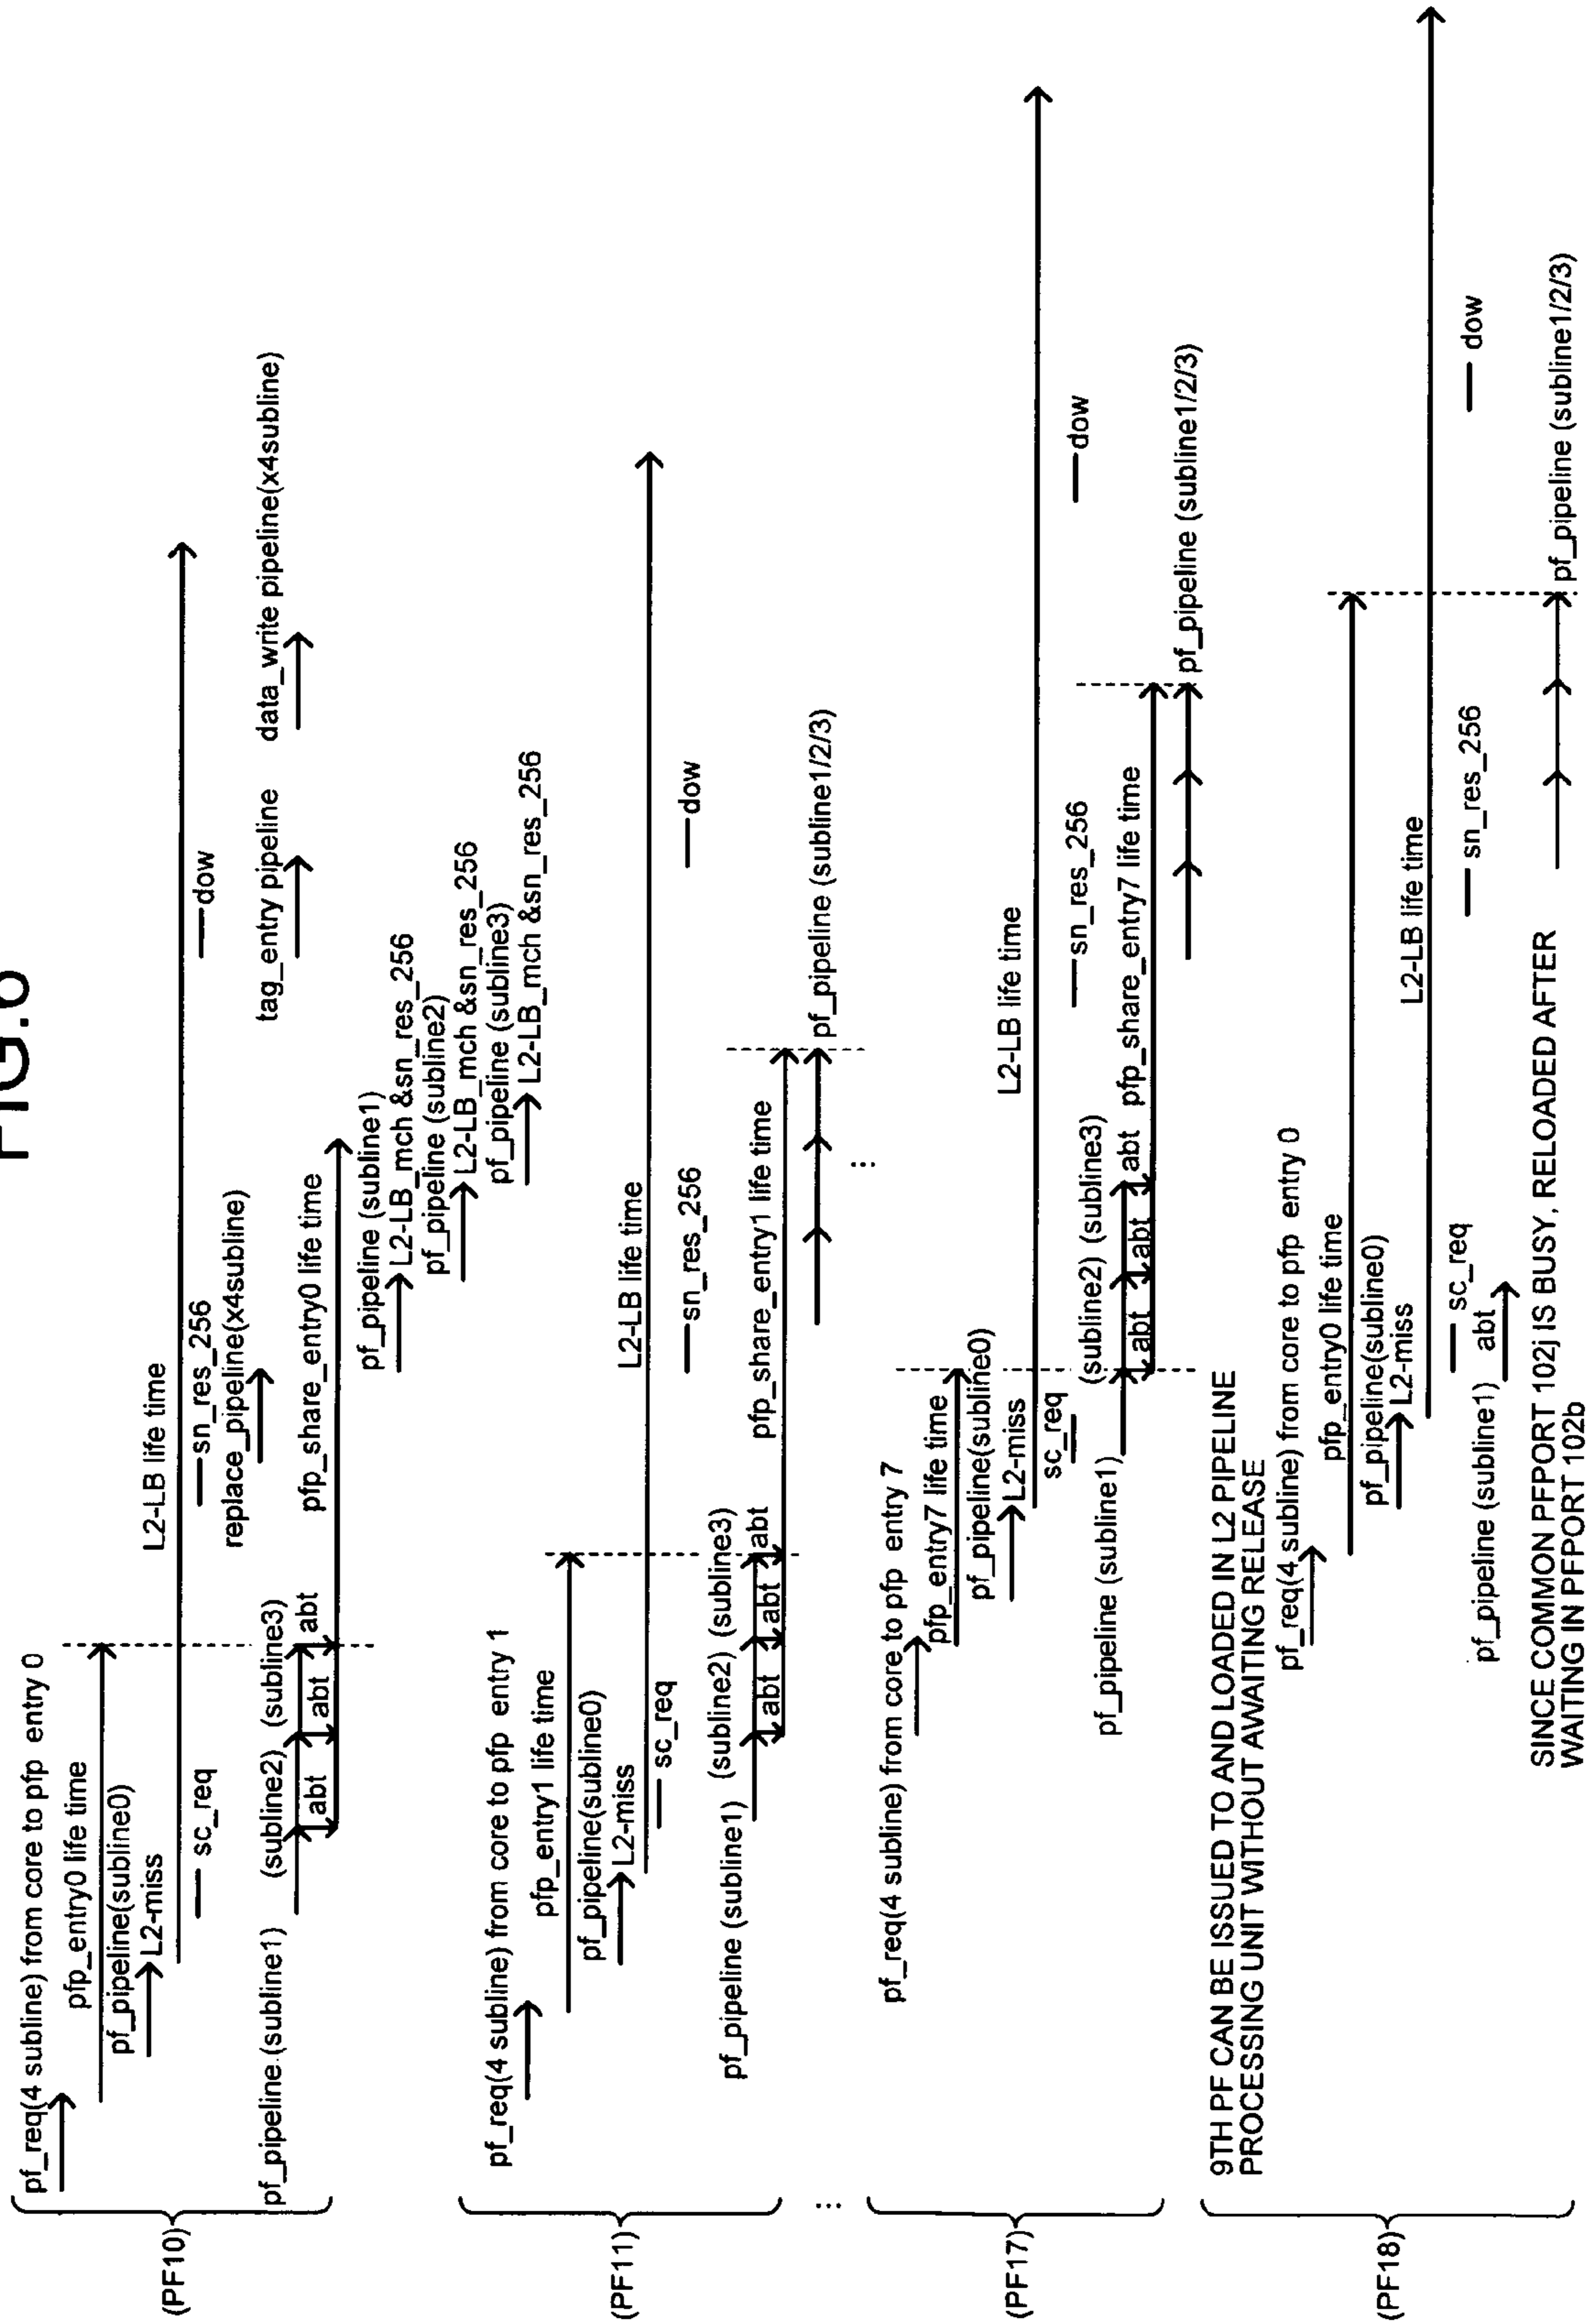 FIG.6
(PF10)
pf_req(4 subline) from core to pfp entry 0
pfp_entry0 life time
pf_pipeline(subline0)
L2-miss
L2-LB life time
sc_req
sn_res_256
dow
replace_pipeline(x4subline)
tag_entry pipeline
data_write pipeline(x4subline)
pf_pipeline (subline1)
(subline2)
(subline3)
abt
abt
abt
pfp_share_entry0 life time
pf_pipeline (subline1)
L2-LB_mch &sn_res_256
pf_pipeline (subline2)
L2-LB_mch &sn_res_256
pf_pipeline (subline3)
L2-LB_mch &sn_res_256
(PF11)
pf_req(4 subline) from core to pfp entry 1
pfp_entry1 life time
pf_pipeline(subline0)
L2-miss
L2-LB life time
sc_req
sn_res_256
dow
pf_pipeline (subline1)
(subline2)
(subline3)
abt
abt
abt
pfp_share_entry1 life time
pf_pipeline (subline1/2/3)
...
...
(PF17)
pf_req(4 subline) from core to pfp entry 7
pfp_entry7 life time
pf_pipeline(subline0)
L2-miss
L2-LB life time
sc_req
sn_res_256
dow
pf_pipeline (subline1)
(subline2)
(subline3)
abt
abt
abt
pfp_share_entry7 life time
pf_pipeline (subline1/2/3)
9TH PF CAN BE ISSUED TO AND LOADED IN L2 PIPELINE
PROCESSING UNIT WITHOUT AWAITING RELEASE
(PF18)
pf_req(4 subline) from core to pfp entry 0
pfp_entry0 life time
pf_pipeline(subline0)
L2-miss
L2-LB life time
sc_req
sn_res_256
dow
pf_pipeline (subline1)
abt
pf_pipeline (subline1/2/3)
SINCE COMMON PFPORT 102j IS BUSY, RELOADED AFTER
WAITING IN PFPORT 102b